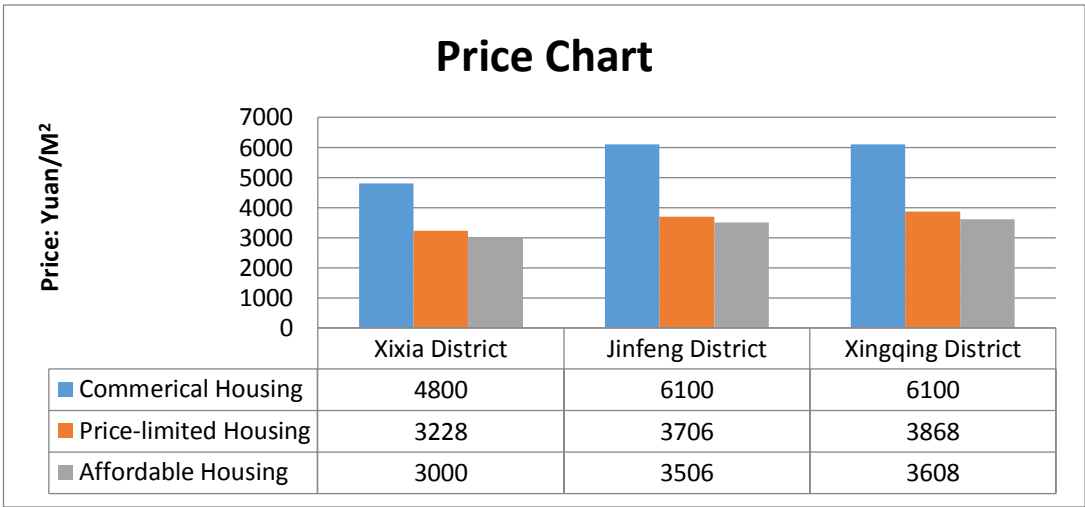 Price Chart
Price: Yuan/M²
7000
6000
5000
4000
3000
2000
1000
0
Xixia District Jinfeng District Xingqing District
Commerical Housing 4800 6100 6100
Price-limited Housing 3228 3706 3868
Affordable Housing 3000 3506 3608